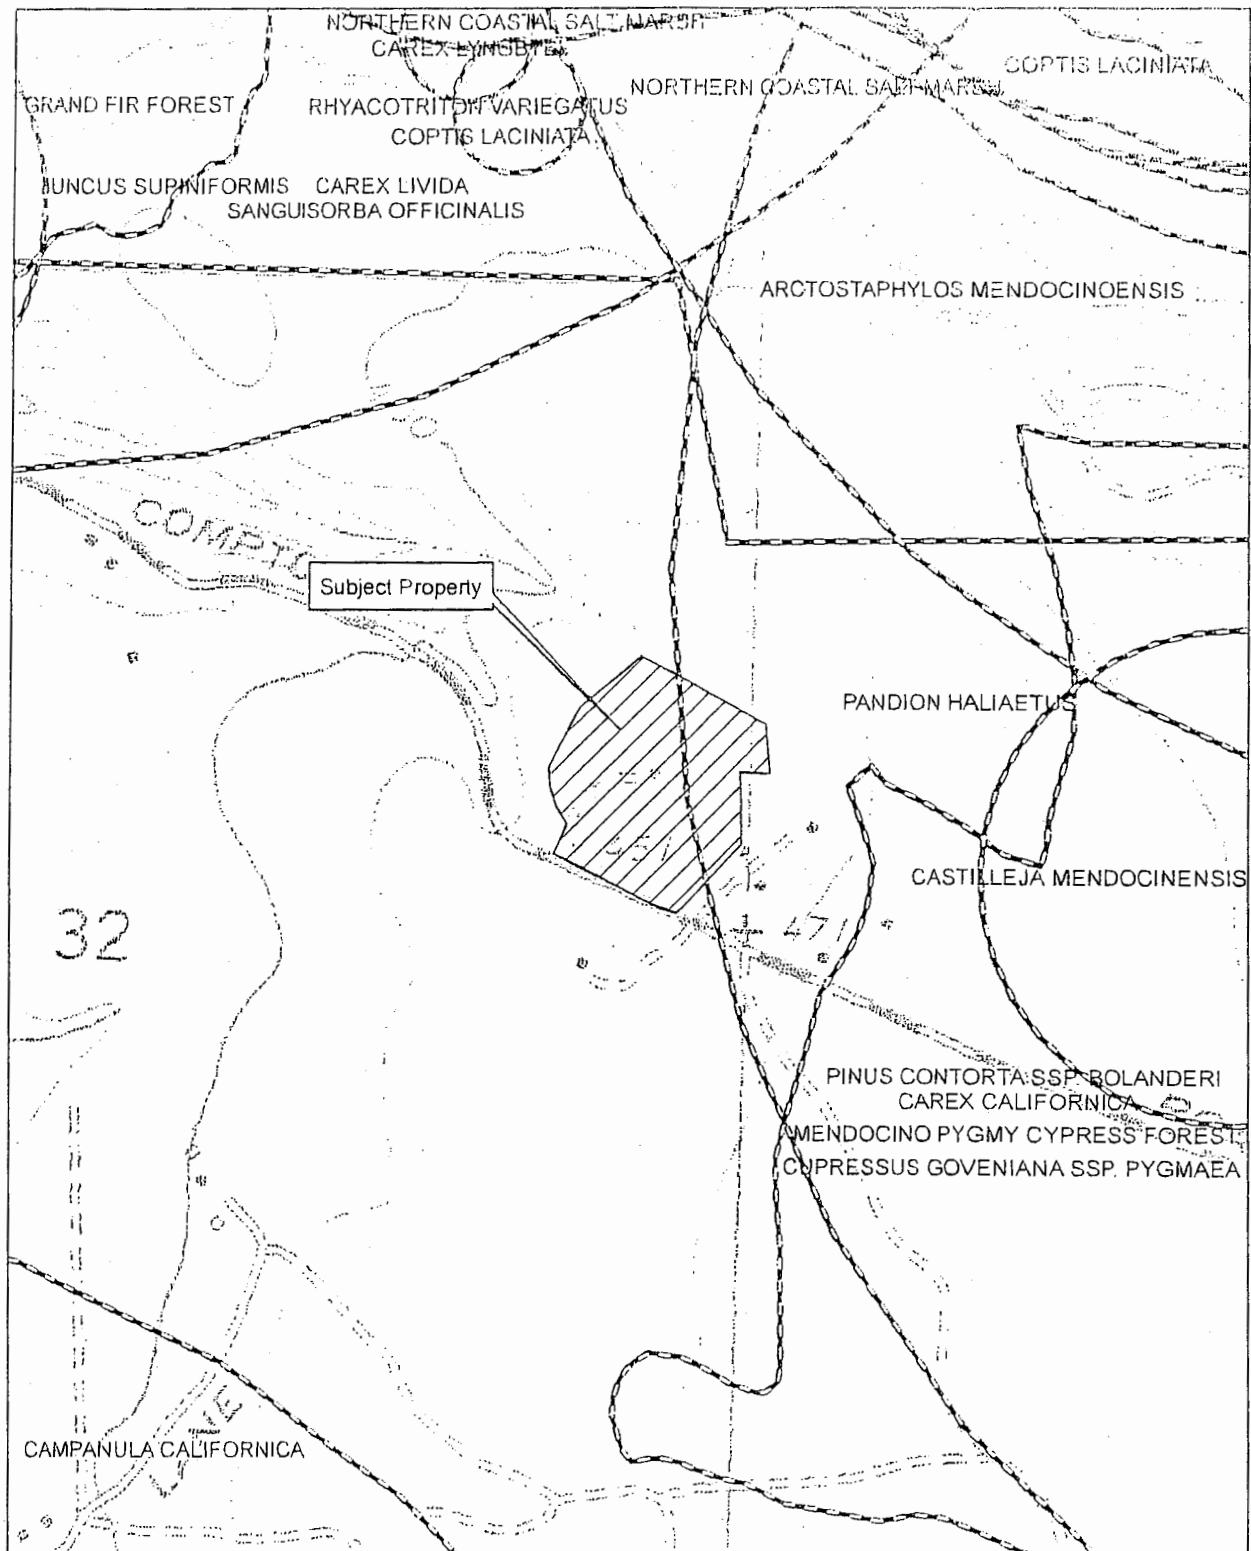 NORTHERN COASTAL SALT MARSH
CAREX LYNGBYEI
COPTIS LACINIATA
NORTHERN COASTAL SALT MARSH
GRAND FIR FOREST
RHYACOTRITON VARIEGATUS
COPTIS LACINIATA
JUNCUS SUPINIFORMIS CAREX LIVIDA
SANGUISORBA OFFICINALIS
ARCTOSTAPHYLOS MENDOCINOENSIS
Subject Property
PANDION HALIAETUS
CASTILLEJA MENDOCINENSIS
32
PINUS CONTORTA SSP. BOLANDERI
CAREX CALIFORNICA
MENDOCINO PYGMY CYPRESS FOREST
CUPRESSUS GOVENIANA SSP. PYGMAEA
CAMPANULA CALIFORNICA